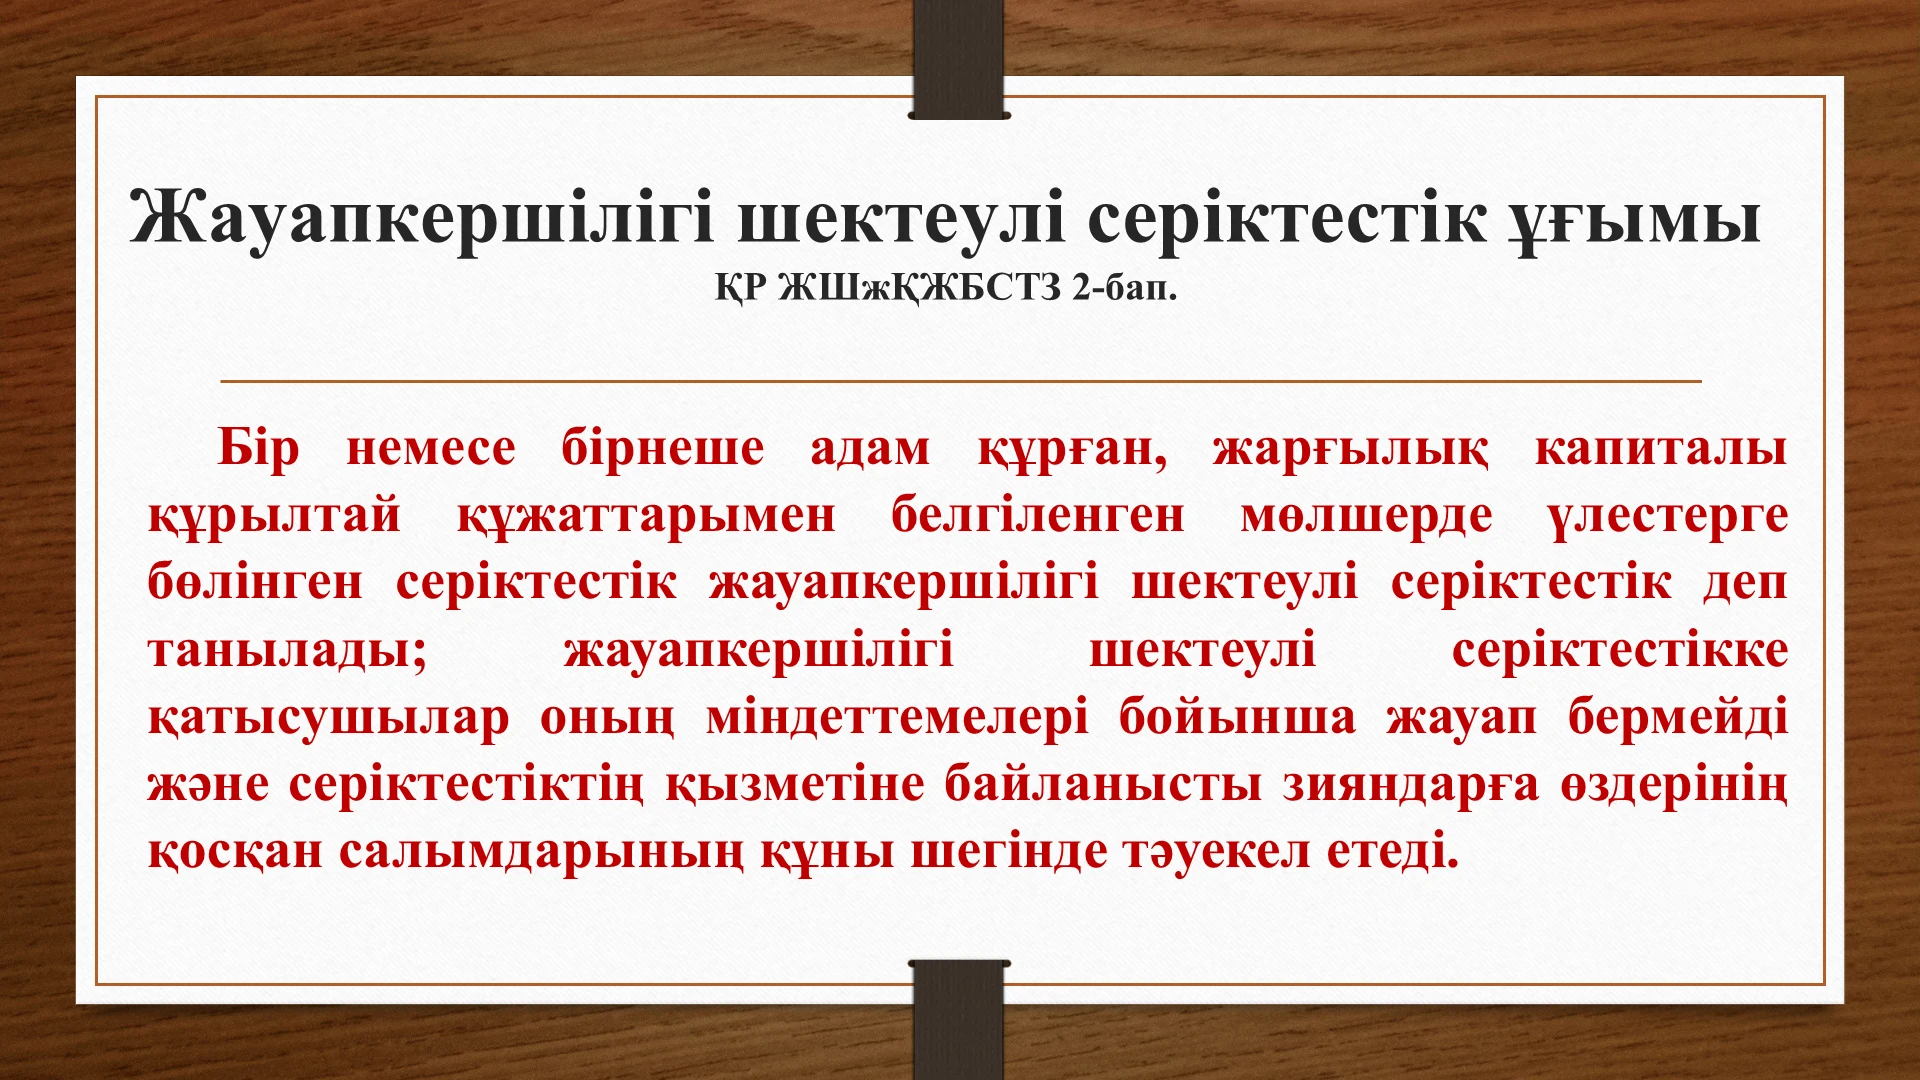 Жауапкершілігі шектеулі серіктестік ұғымы
ҚР ЖШжҚЖБСТЗ 2-бап.
Бір немесе бірнеше адам құрған, жарғылық капиталы
құрылтай құжаттарымен белгіленген мөлшерде үлестерге
бөлінген серіктестік жауапкершілігі шектеулі серіктестік деп
танылады; жауапкершілігі шектеулі серіктестікке
қатысушылар оның міндеттемелері бойынша жауап бермейді
және серіктестіктің қызметіне байланысты зияндарға өздерінің
қосқан салымдарының құны шегінде тәуекел етеді.